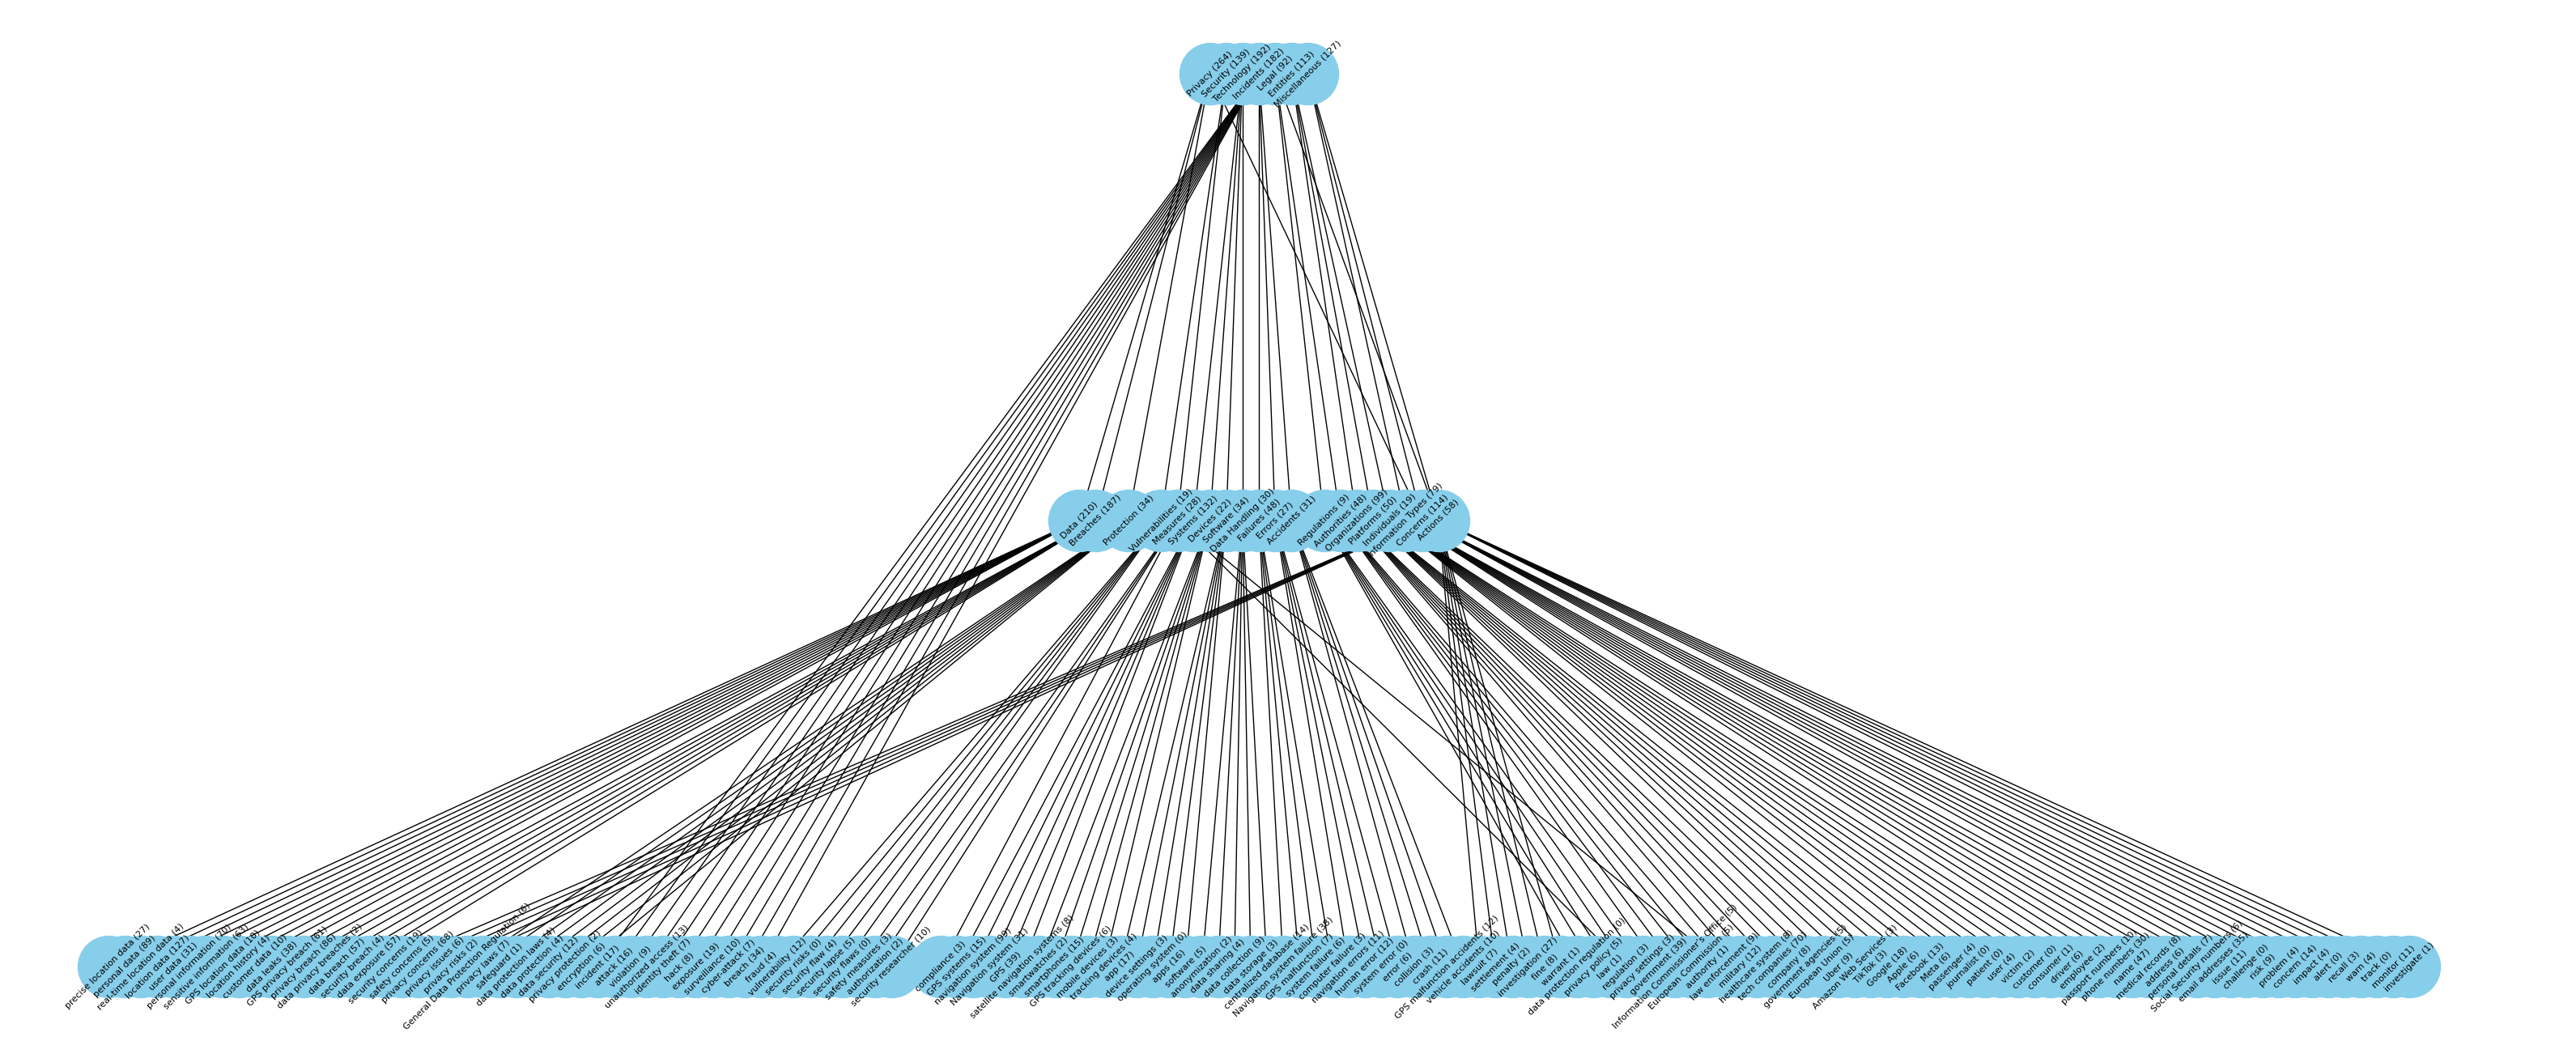 Privacy (264)
Security (139)
Technology (192)
Incidents (182)
Legal (92)
Entities (113)
Miscellaneous (127)
Data (210)
Breaches (187)
Protection (34)
Vulnerabilities (19)
Measures (28)
Systems (132)
Devices (22)
Software (34)
Data Handling (30)
Failures (48)
Errors (27)
Accidents (31)
Regulations (9)
Authorities (48)
Organizations (99)
Platforms (50)
Individuals (19)
Information Types (79)
Concerns (114)
Actions (58)
precise location data (27)
personal data (89)
real-time location data (4)
location data (127)
user data (31)
personal information (70)
sensitive information (63)
GPS location data (18)
location history (4)
customer data (10)
data leaks (38)
GPS privacy breach (61)
privacy breach (86)
data privacy breaches (2)
data breach (57)
security breach (4)
data exposure (57)
security concerns (19)
safety concerns (5)
privacy concerns (68)
privacy issues (6)
privacy risks (2)
General Data Protection Regulation (6)
privacy laws (71)
safeguard (1)
data protection laws (4)
data protection (4)
data security (12)
privacy protection (2)
encryption (6)
incident (17)
attack (16)
violation (9)
unauthorized access (13)
identity theft (7)
hack (8)
exposure (19)
surveillance (10)
cyber-attack (7)
breach (34)
fraud (4)
vulnerability (12)
security risks (0)
security flaw (4)
security lapse (5)
security flaws (0)
safety measures (3)
authorization (2)
security researcher (10)
compliance (3)
GPS systems (15)
navigation system (99)
Navigation system (31)
GPS (39)
satellite navigation systems (8)
smartwatches (2)
smartphones (15)
GPS tracking devices (6)
mobile devices (3)
tracking devices (4)
app (17)
device settings (3)
operating system (0)
apps (16)
software (5)
anonymization (2)
data sharing (4)
data collection (9)
data storage (3)
centralized database (14)
Navigation system failure (38)
GPS malfunction (7)
system failure (6)
computer failure (3)
navigation errors (11)
human error (12)
system error (0)
error (6)
collision (3)
crash (11)
GPS malfunction accidents (12)
vehicle accidents (16)
lawsuit (7)
settlement (4)
penalty (2)
investigation (27)
fine (8)
warrant (1)
data protection regulation (0)
privacy policy (5)
law (1)
regulation (3)
privacy settings (3)
government (39)
Information Commissioner's Office (5)
European Commission (5)
authority (1)
law enforcement (9)
military (12)
healthcare system (8)
tech companies (70)
company (8)
government agencies (5)
European Union (5)
Uber (9)
Amazon Web Services (1)
TikTok (3)
Google (18)
Apple (6)
Facebook (13)
Meta (6)
passenger (4)
journalist (0)
patient (0)
user (4)
victim (2)
customer (0)
consumer (1)
driver (6)
employee (2)
passport numbers (10)
phone numbers (30)
name (47)
medical records (8)
address (6)
personal details (7)
Social Security numbers (6)
email addresses (35)
issue (11)
challenge (0)
risk (9)
problem (4)
concern (14)
impact (4)
alert (0)
recall (3)
warn (4)
track (0)
monitor (11)
investigate (1)